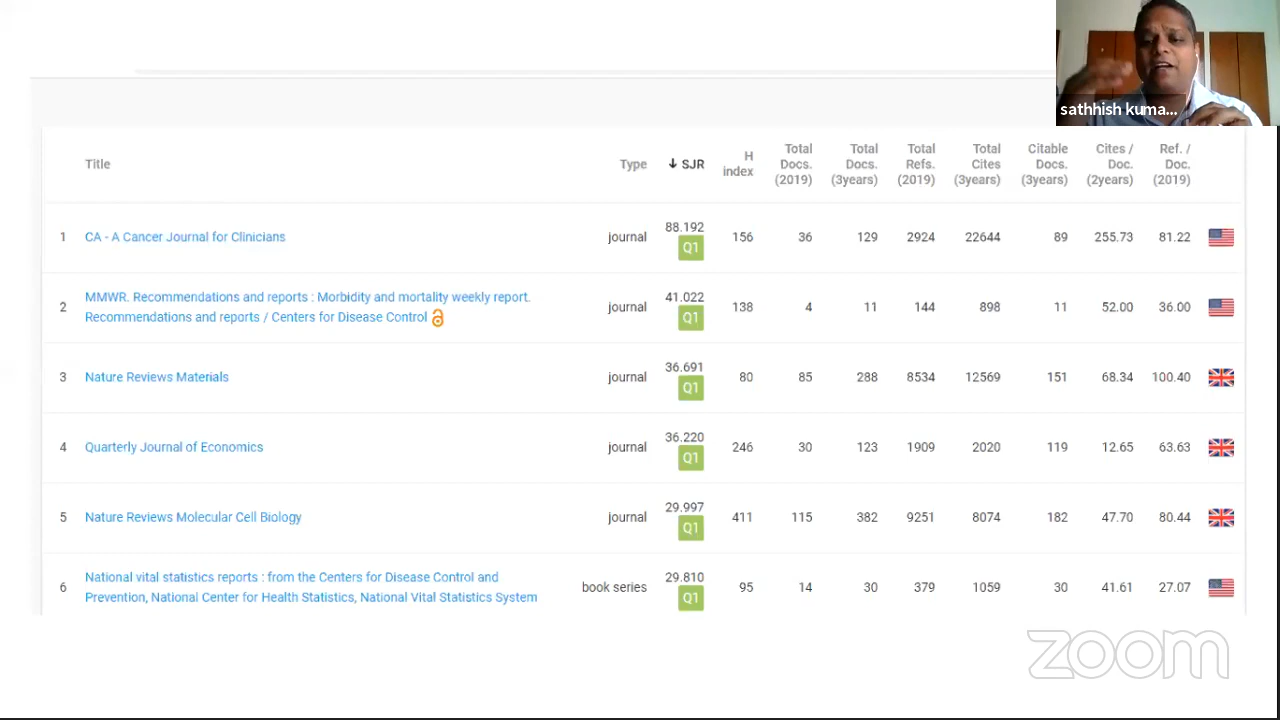 sathhish kuma...
Title Type SJR H index Total Docs. (2019) Total Docs. (3years) Total Refs. (2019) Total Cites (3years) Citable Docs. (3years) Cites / Doc. (2years) Ref. / Doc. (2019)
1 CA - A Cancer Journal for Clinicians journal 88.192 Q1 156 36 129 2924 22644 89 255.73 81.22
2 MMWR. Recommendations and reports : Morbidity and mortality weekly report.
Recommendations and reports / Centers for Disease Control journal 41.022 Q1 138 4 11 144 898 11 52.00 36.00
3 Nature Reviews Materials journal 36.691 Q1 80 85 288 8534 12569 151 68.34 100.40
4 Quarterly Journal of Economics journal 36.220 Q1 246 30 123 1909 2020 119 12.65 63.63
5 Nature Reviews Molecular Cell Biology journal 29.997 Q1 411 115 382 9251 8074 182 47.70 80.44
6 National vital statistics reports : from the Centers for Disease Control and
Prevention, National Center for Health Statistics, National Vital Statistics System book series 29.810 Q1 95 14 30 379 1059 30 41.61 27.07
zoom